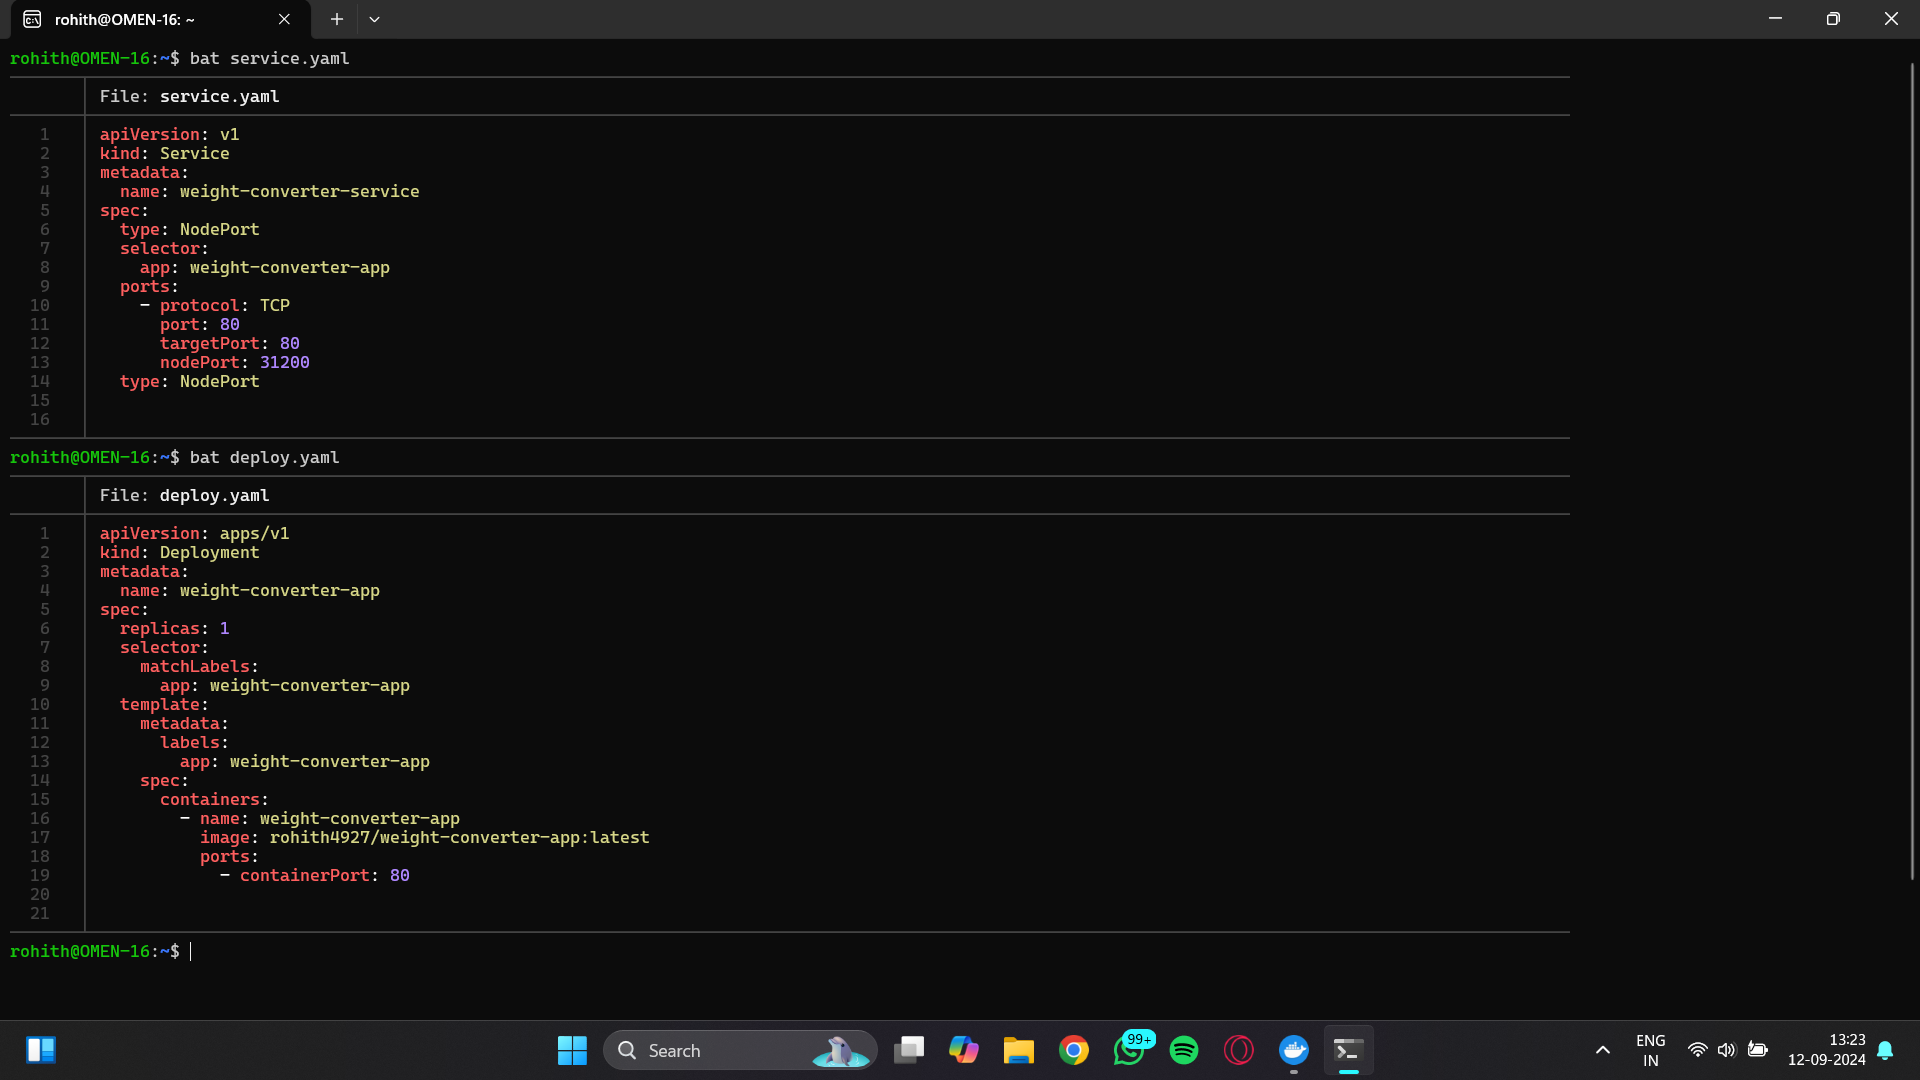 rohith@OMEN-16: ~
rohith@OMEN-16:~$ bat service.yaml
File: service.yaml
1 apiVersion: v1
2 kind: Service
3 metadata:
4   name: weight-converter-service
5 spec:
6   type: NodePort
7   selector:
8     app: weight-converter-app
9   ports:
10     - protocol: TCP
11       port: 80
12       targetPort: 80
13       nodePort: 31200
14   type: NodePort
15
16
rohith@OMEN-16:~$ bat deploy.yaml
File: deploy.yaml
1 apiVersion: apps/v1
2 kind: Deployment
3 metadata:
4   name: weight-converter-app
5 spec:
6   replicas: 1
7   selector:
8     matchLabels:
9       app: weight-converter-app
10   template:
11     metadata:
12       labels:
13         app: weight-converter-app
14     spec:
15       containers:
16         - name: weight-converter-app
17           image: rohith4927/weight-converter-app:latest
18           ports:
19             - containerPort: 80
20
21
rohith@OMEN-16:~$
Search
99+
ENG
IN
13:23
12-09-2024